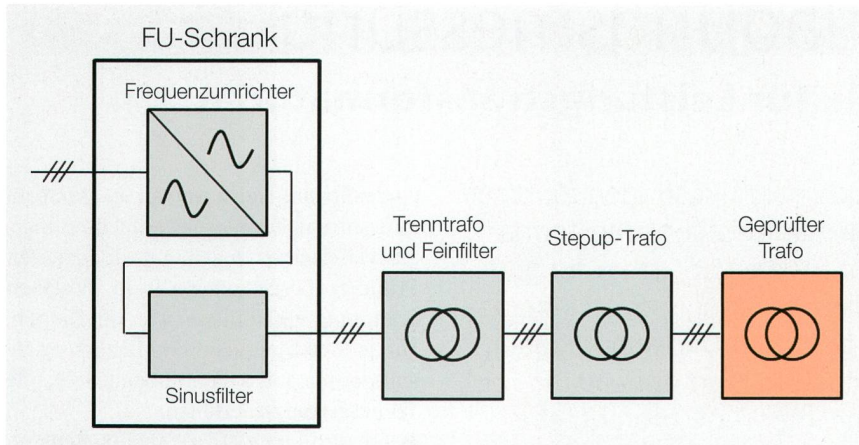 FU-Schrank
Frequenzumrichter
Sinusfilter
Trenntrafo
und Feinfilter
Stepup-Trafo
Geprüfter
Trafo